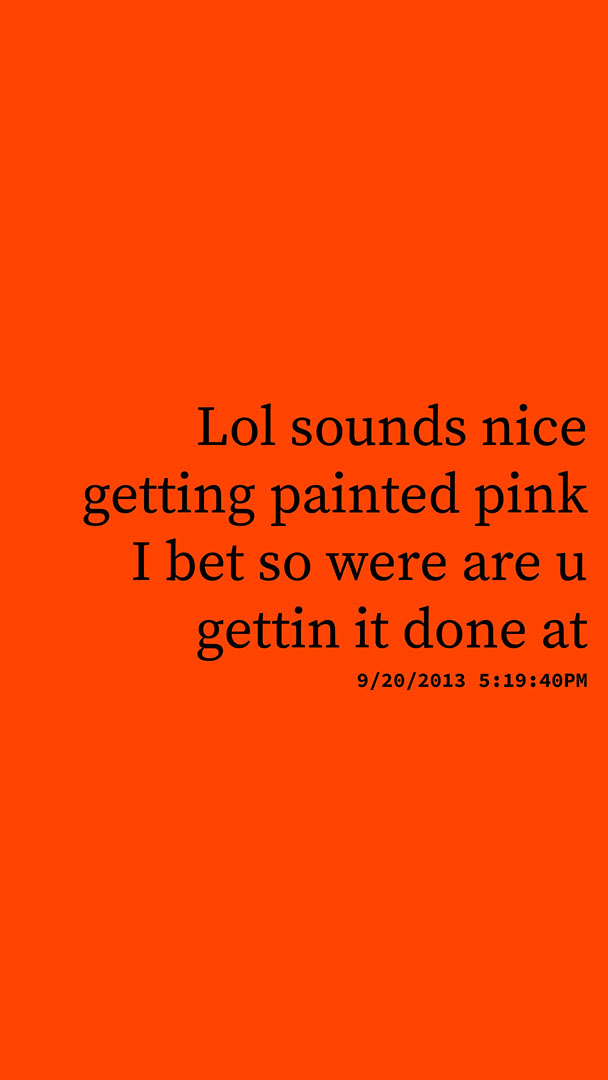 Lol sounds nice
getting painted pink
I bet so were are u
gettin it done at
9/20/2013 5:19:40PM